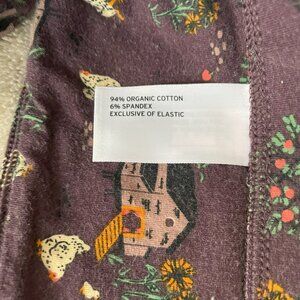 94% ORGANIC COTTON
6% SPANDEX
EXCLUSIVE OF ELASTIC